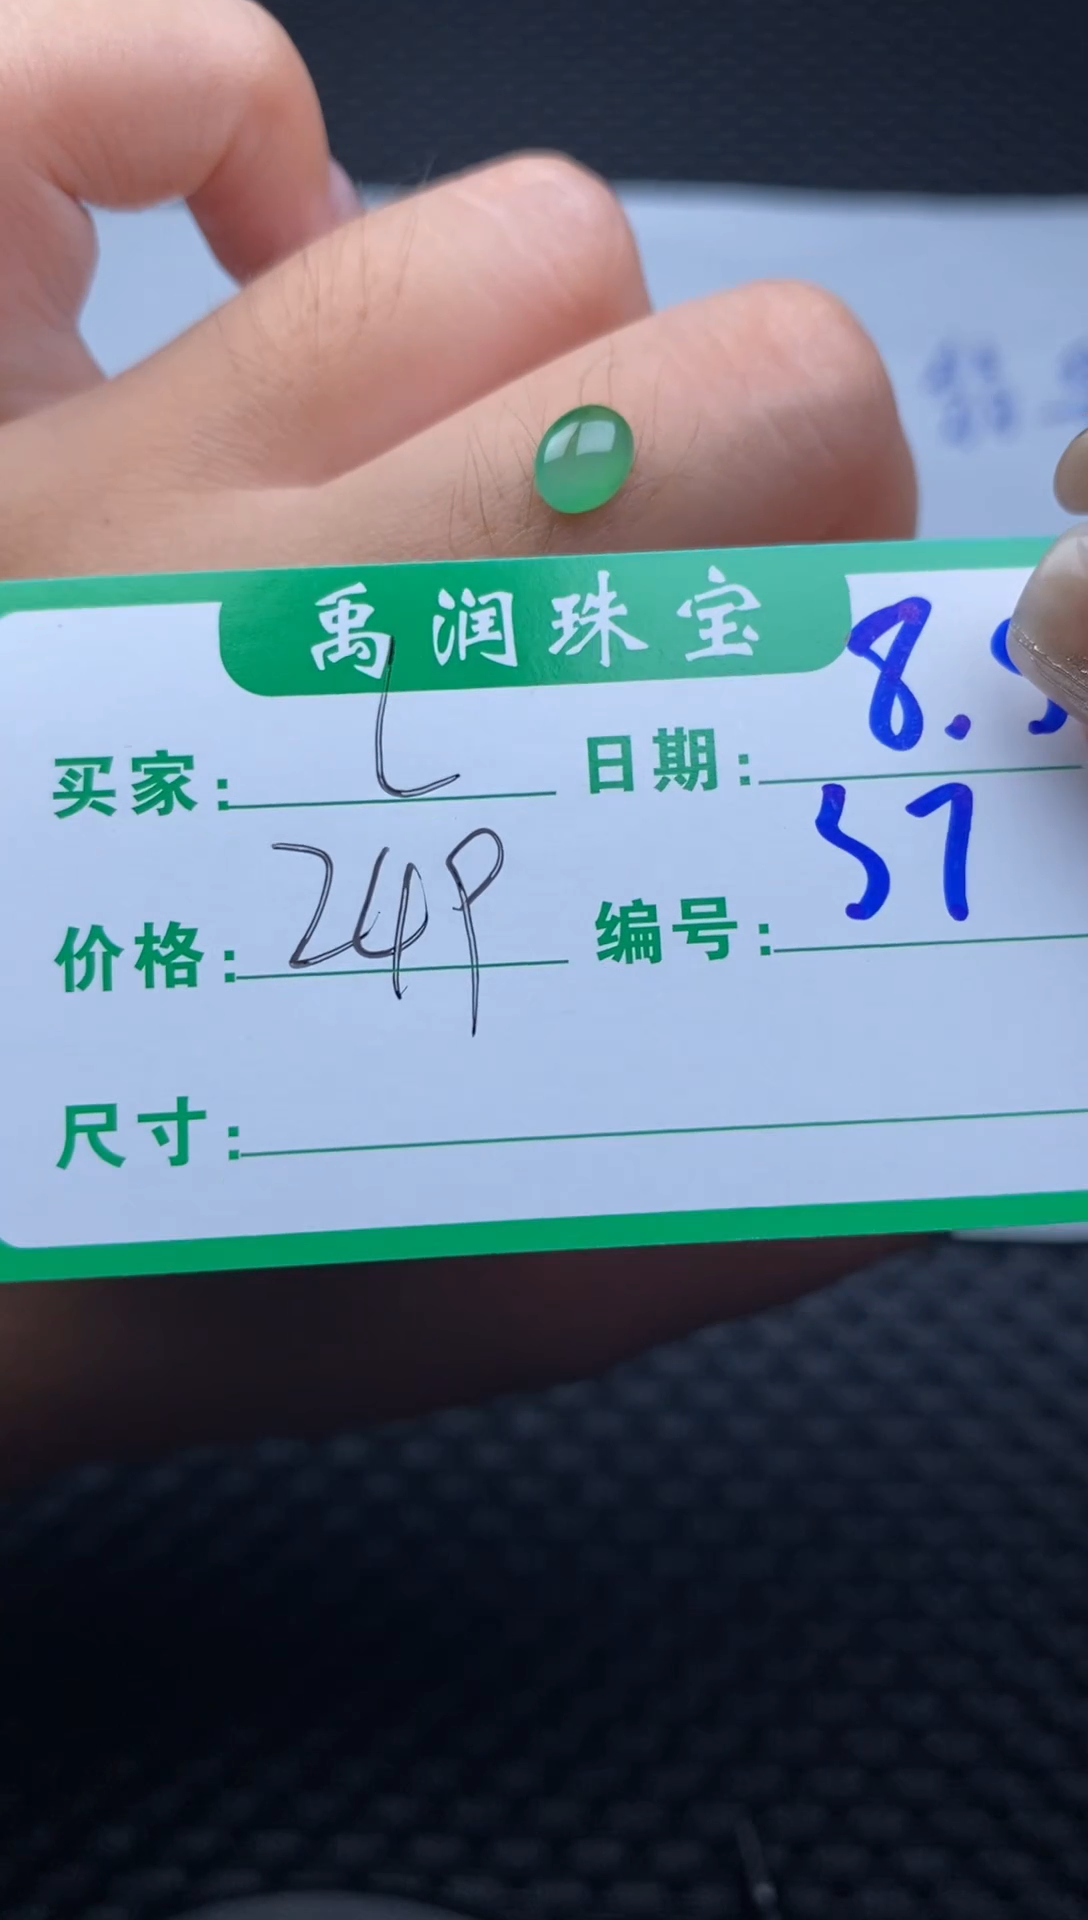 禹润珠宝
买家: L 日期: 8.
价格: 249 编号: 57
尺寸: